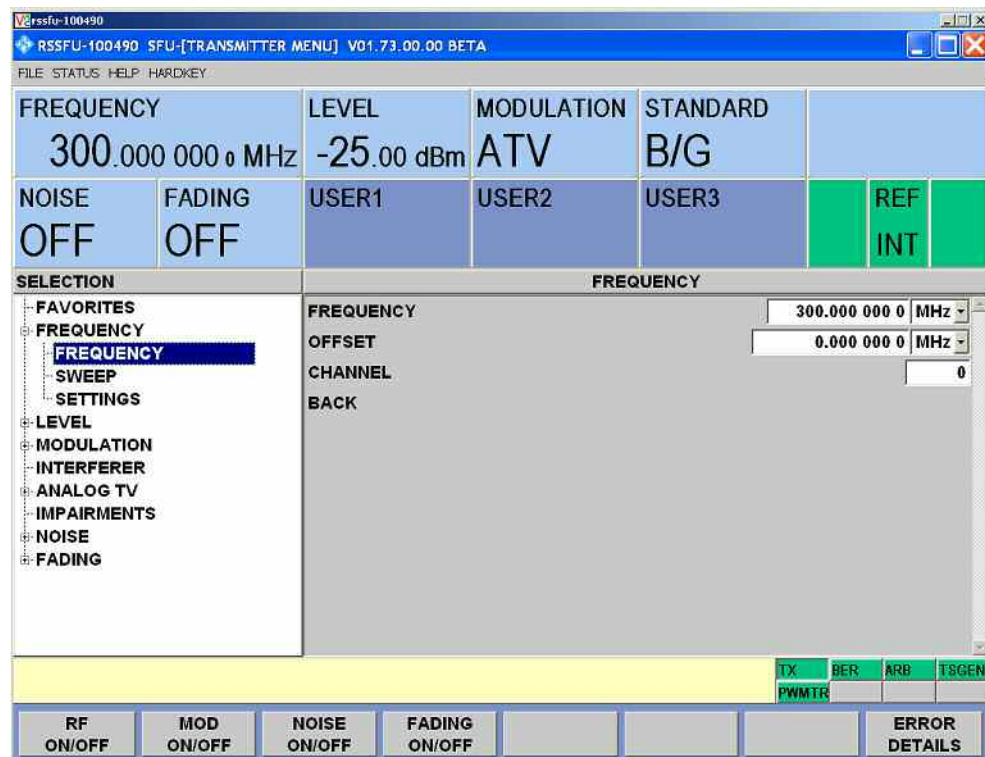 rssfu-100490
RSSFU-100490 SFU-[TRANSMITTER MENU] V01.73.00.00 BETA
FILE STATUS HELP HARDKEY
FREQUENCY
300.000 000 0 MHz
LEVEL
-25.00 dBm
MODULATION
ATV
STANDARD
B/G
NOISE
OFF
FADING
OFF
USER1
USER2
USER3
REF
INT
SELECTION
FAVORITES
FREQUENCY
FREQUENCY
SWEEP
SETTINGS
LEVEL
MODULATION
INTERFERER
ANALOG TV
IMPAIRMENTS
NOISE
FADING
FREQUENCY
FREQUENCY 300.000 000 0 MHz
OFFSET 0.000 000 0 MHz
CHANNEL 0
BACK
TX BER ARB TSGEN
PWMTR
RF ON/OFF
MOD ON/OFF
NOISE ON/OFF
FADING ON/OFF
ERROR DETAILS